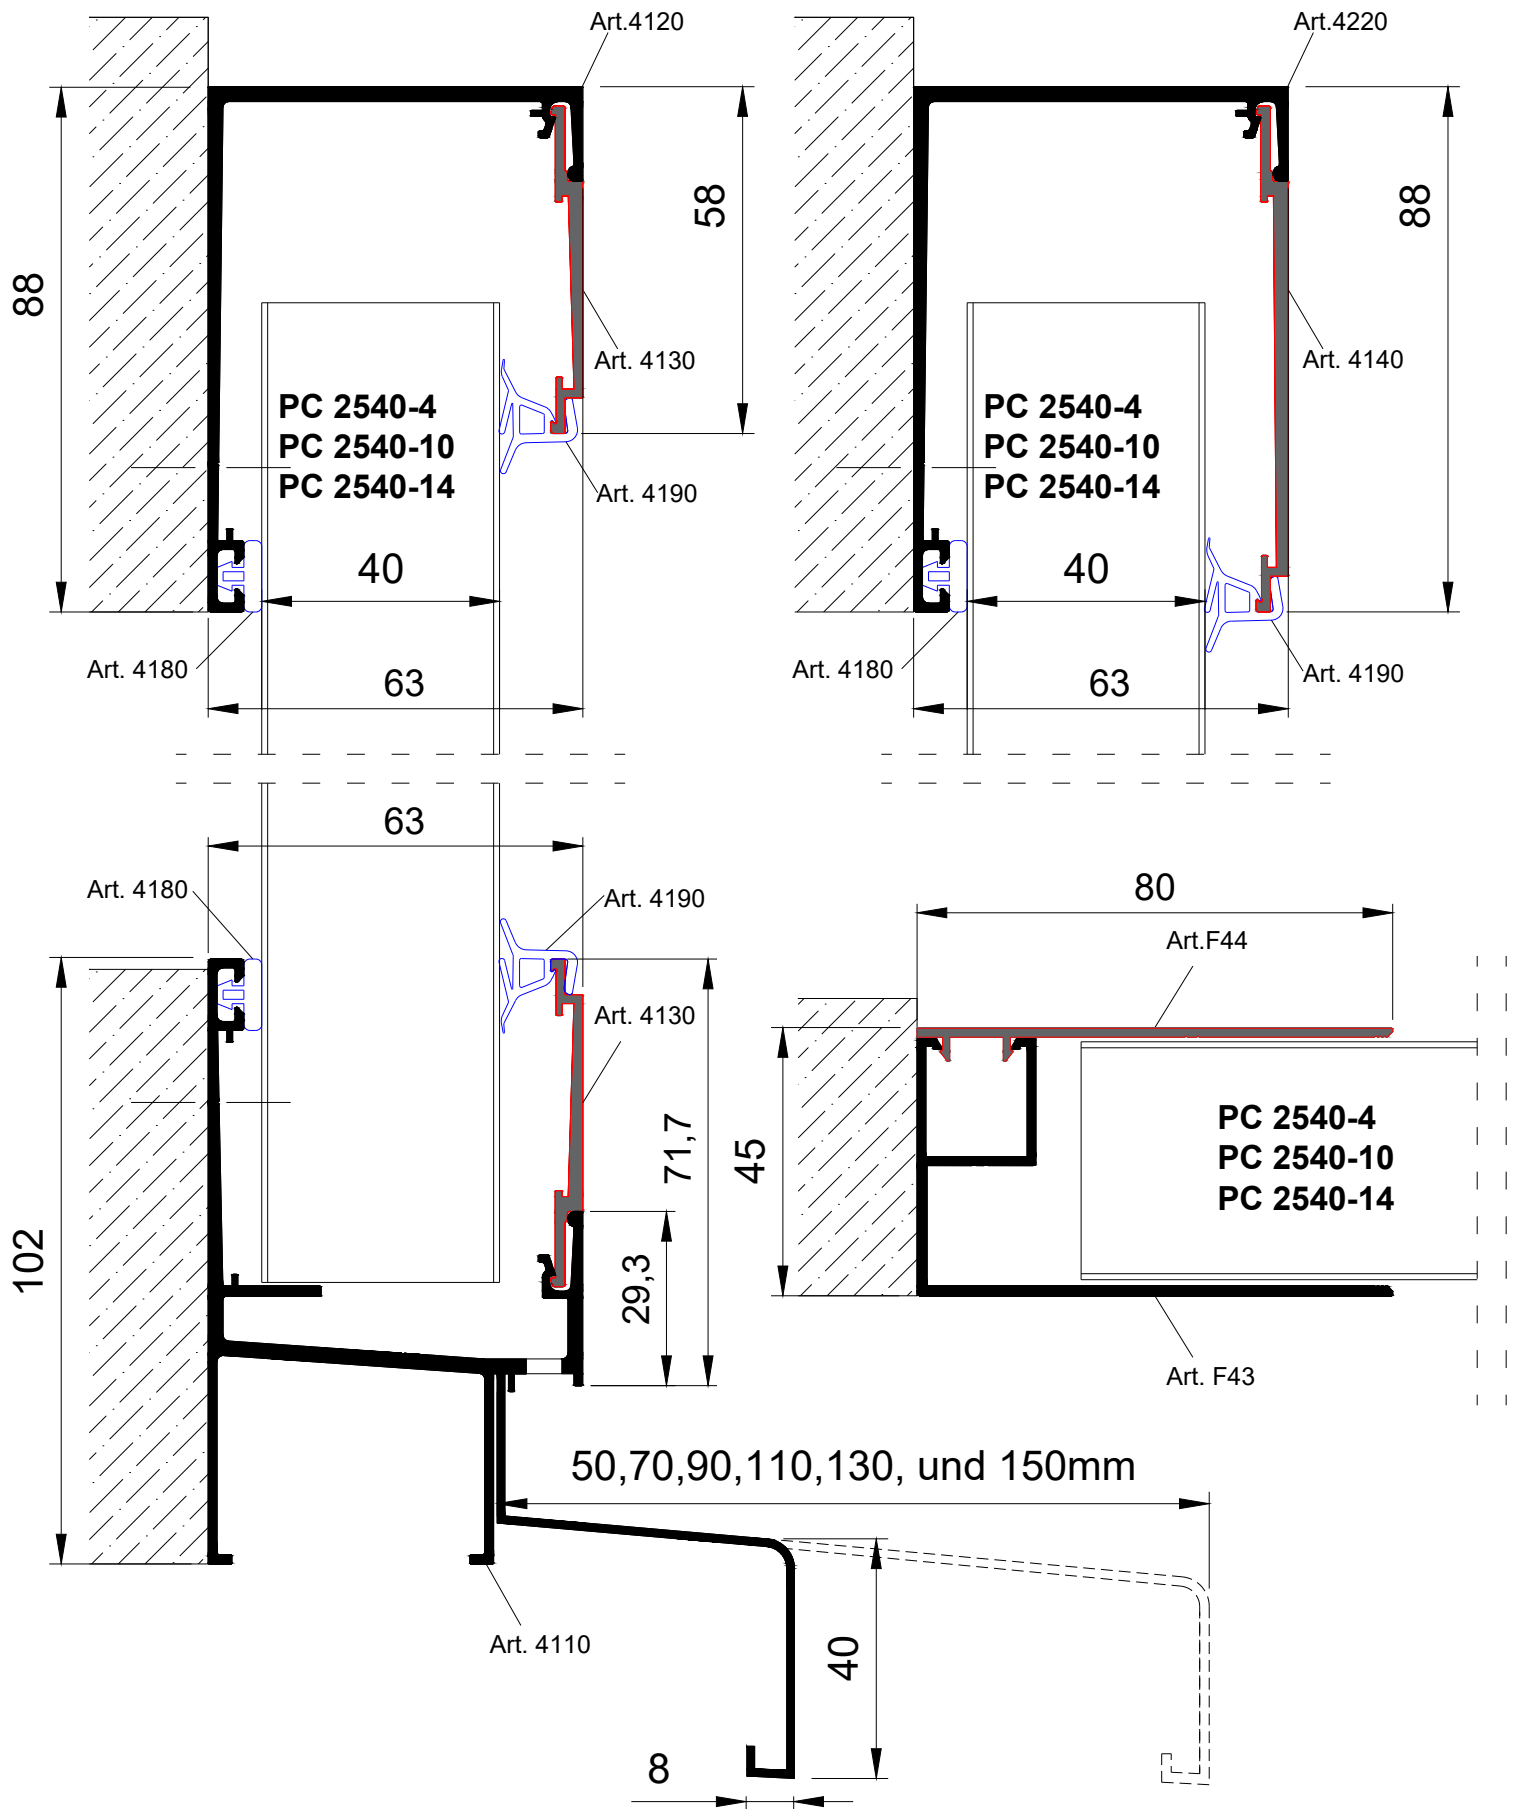 Art.4120
88
58
Art. 4130
PC 2540-4
PC 2540-10
PC 2540-14
Art. 4190
40
Art. 4180
63
Art.4220
88
Art. 4140
PC 2540-4
PC 2540-10
PC 2540-14
40
Art. 4180
63
Art. 4190
63
Art. 4180
Art. 4190
Art. 4130
71,7
29,3
102
50,70,90,110,130, und 150mm
Art. 4110
40
8
80
Art.F44
45
PC 2540-4
PC 2540-10
PC 2540-14
Art. F43